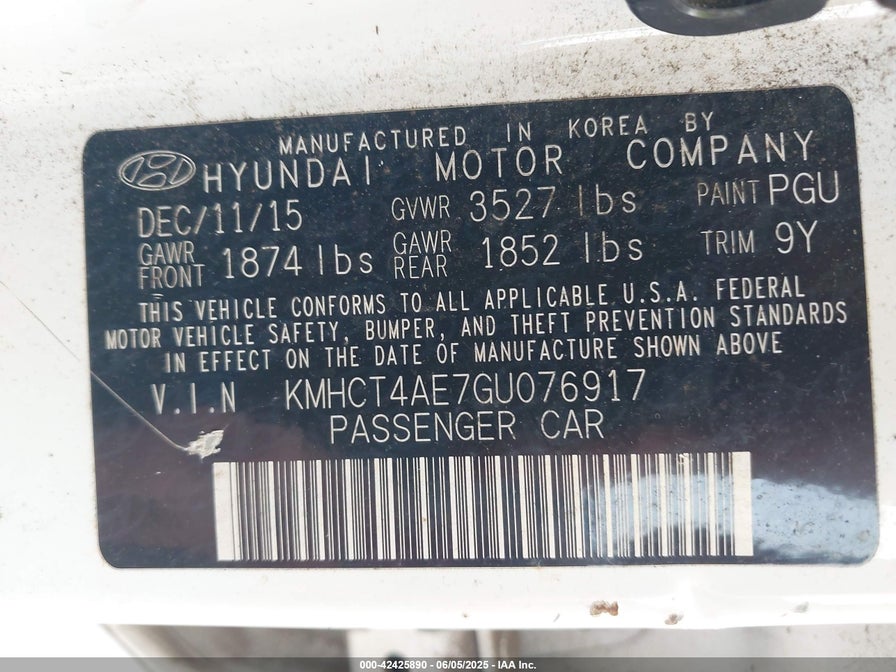 MANUFACTURED IN KOREA BY
HYUNDAI MOTOR COMPANY
DEC/11/15 GVWR 3527 lbs PAINT PGU
GAWR FRONT 1874 lbs GAWR REAR 1852 lbs TRIM 9Y
THIS VEHICLE CONFORMS TO ALL APPLICABLE U.S.A. FEDERAL
MOTOR VEHICLE SAFETY, BUMPER, AND THEFT PREVENTION STANDARDS
IN EFFECT ON THE DATE OF MANUFACTURE SHOWN ABOVE
V.I.N KMHCT4AE7GU076917
PASSENGER CAR
000-42425890 - 06/05/2025 - IAA Inc.